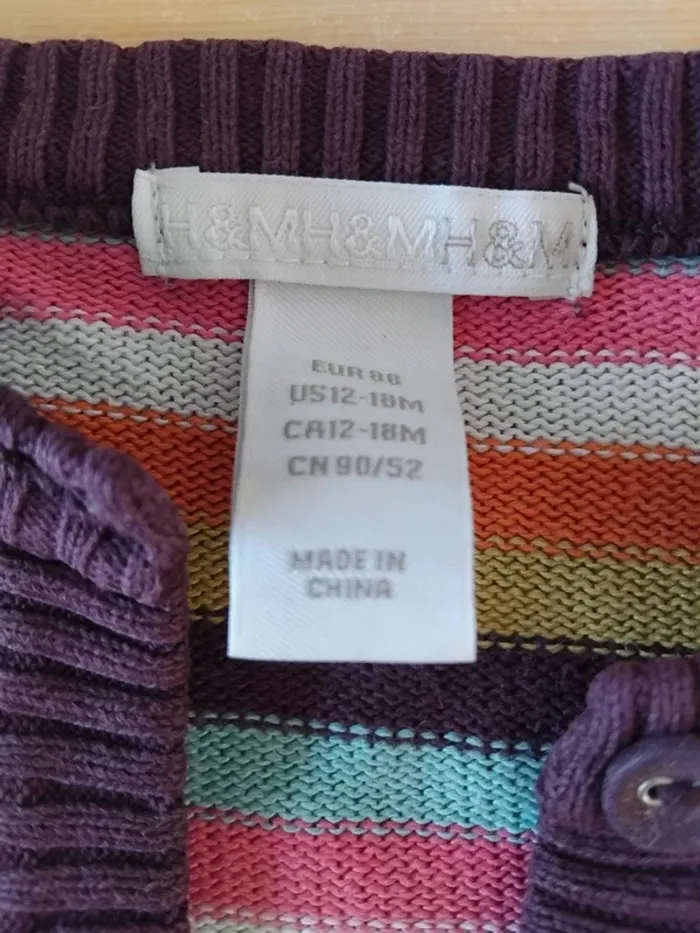 H&MH&MH&M
EUR 86
US12-18M
CA12-18M
CN 90/52
MADE IN
CHINA